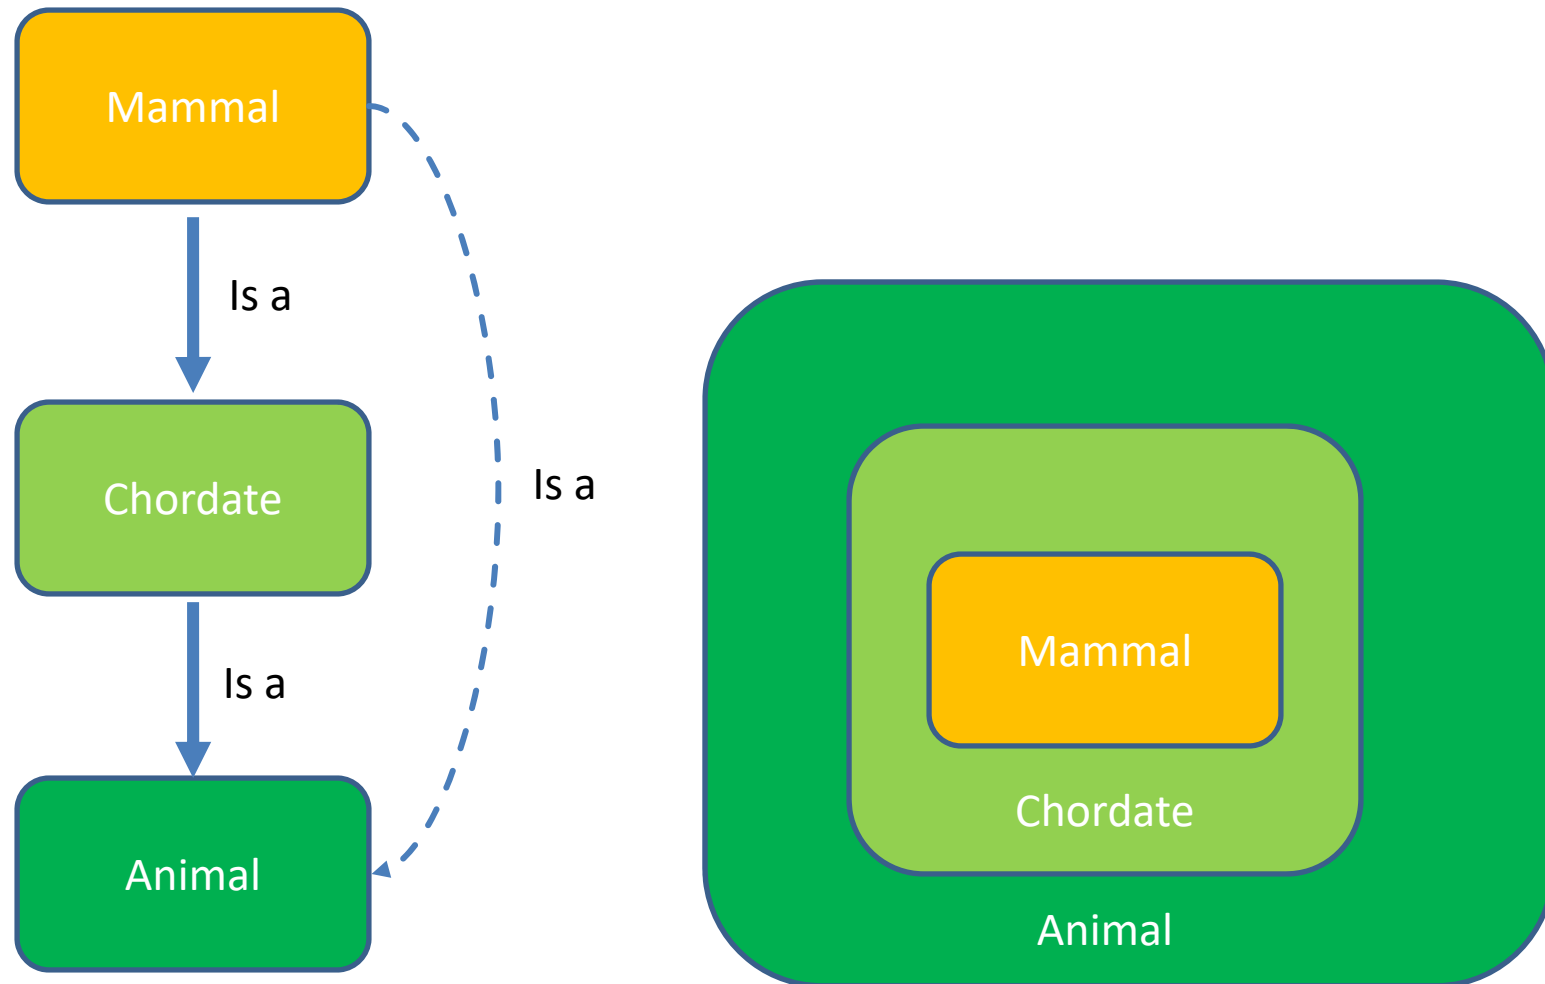 Mammal
Is a
Chordate
Is a
Is a
Animal
Mammal
Chordate
Animal